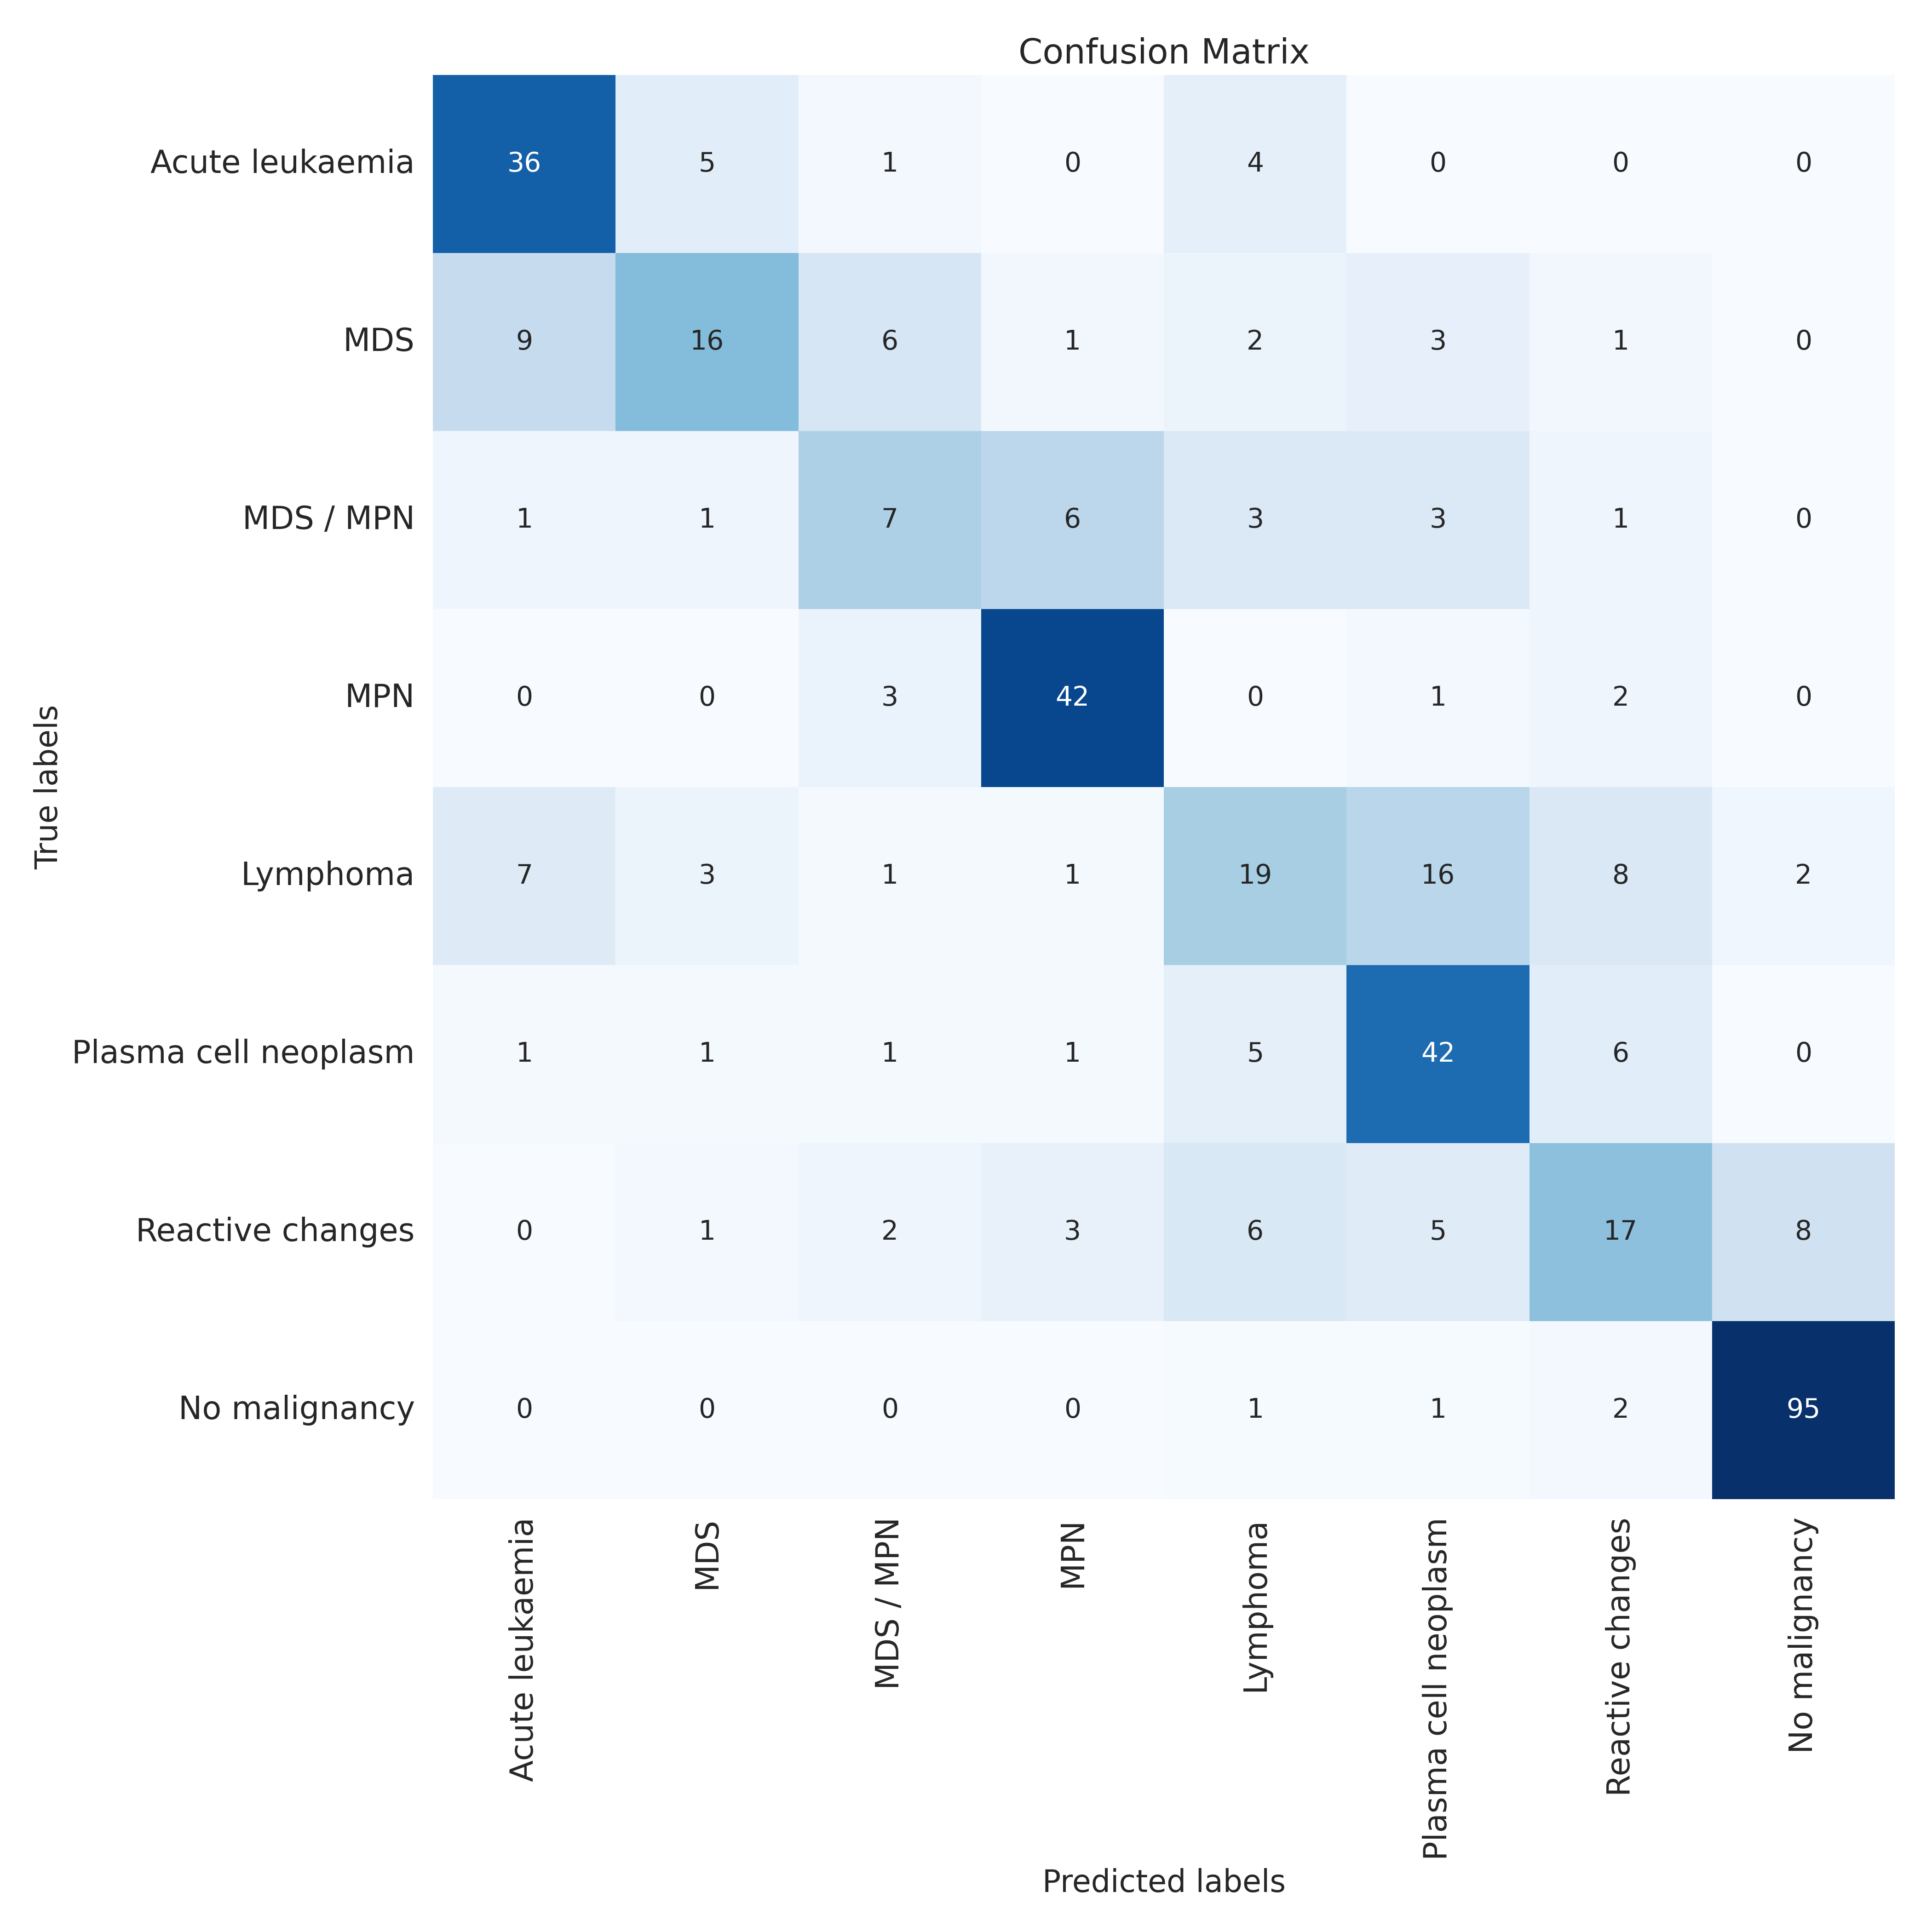 Confusion Matrix
True labels
Acute leukaemia 36 5 1 0 4 0 0 0
MDS 9 16 6 1 2 3 1 0
MDS / MPN 1 1 7 6 3 3 1 0
MPN 0 0 3 42 0 1 2 0
Lymphoma 7 3 1 1 19 16 8 2
Plasma cell neoplasm 1 1 1 1 5 42 6 0
Reactive changes 0 1 2 3 6 5 17 8
No malignancy 0 0 0 0 1 1 2 95
Acute leukaemia
MDS
MDS / MPN
MPN
Lymphoma
Plasma cell neoplasm
Reactive changes
No malignancy
Predicted labels